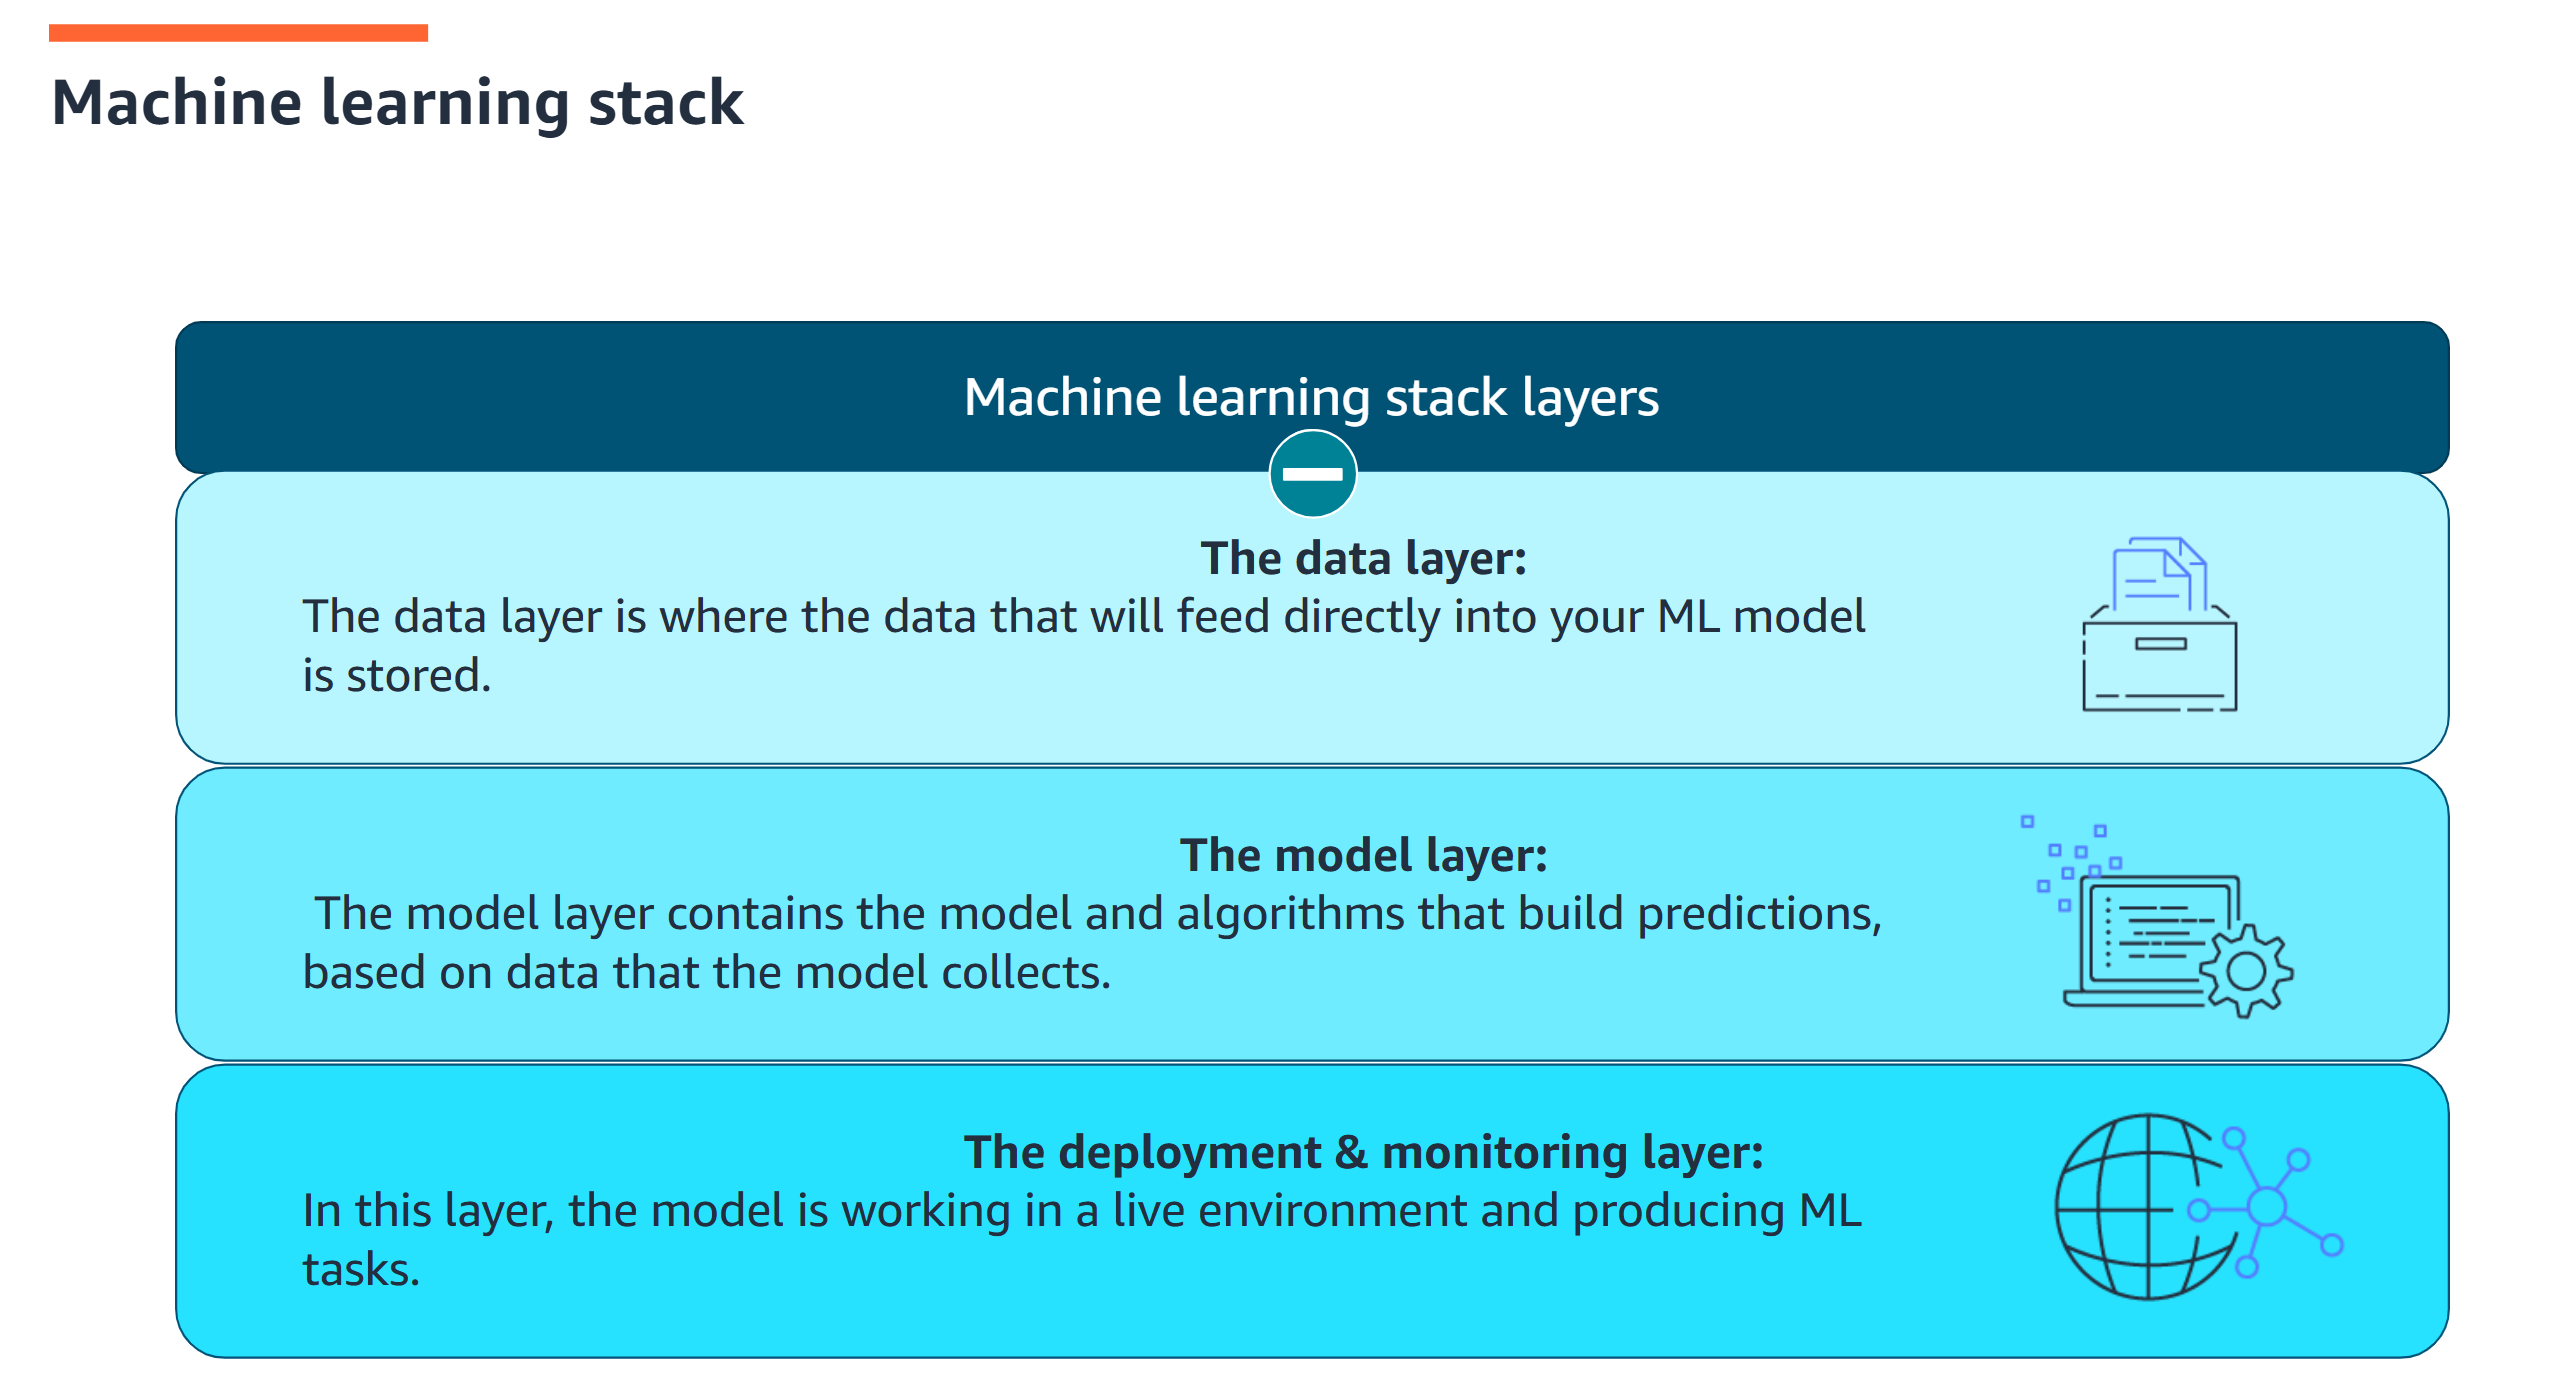 Machine learning stack
Machine learning stack layers
The data layer:
The data layer is where the data that will feed directly into your ML model
is stored.
The model layer:
The model layer contains the model and algorithms that build predictions,
based on data that the model collects.
The deployment & monitoring layer:
In this layer, the model is working in a live environment and producing ML
tasks.